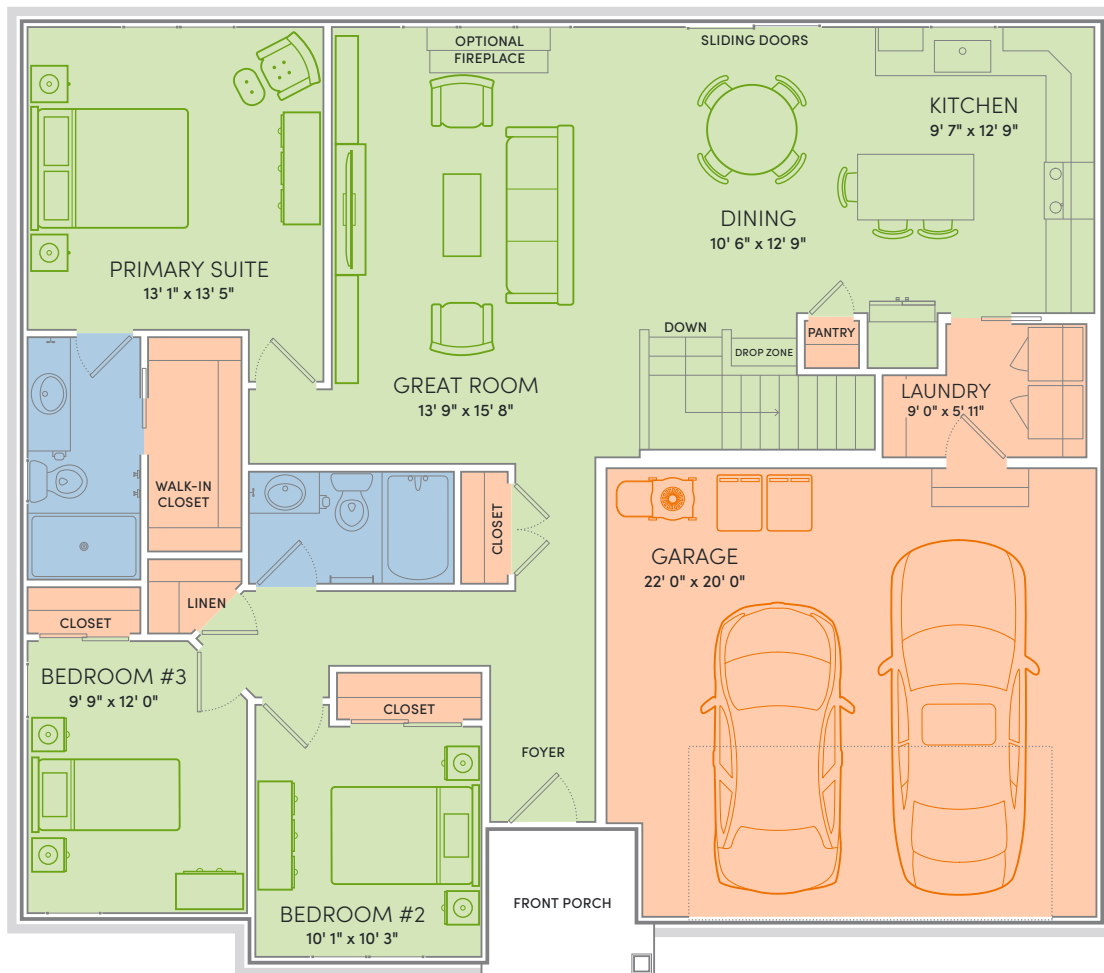 OPTIONAL
FIREPLACE
SLIDING DOORS
KITCHEN
9' 7" x 12' 9"
DINING
10' 6" x 12' 9"
PRIMARY SUITE
13' 1" x 13' 5"
DOWN
DROP ZONE
PANTRY
GREAT ROOM
13' 9" x 15' 8"
LAUNDRY
9' 0" x 5' 11"
WALK-IN
CLOSET
CLOSET
GARAGE
22' 0" x 20' 0"
LINEN
CLOSET
BEDROOM #3
9' 9" x 12' 0"
CLOSET
FOYER
FRONT PORCH
BEDROOM #2
10' 1" x 10' 3"